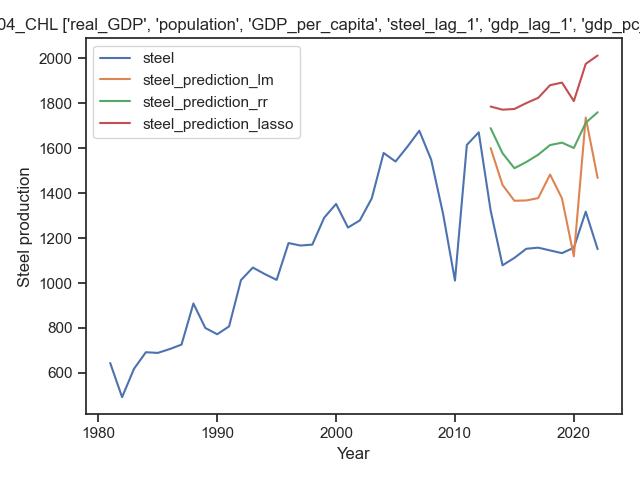 04_CHL ['real_GDP', 'population', 'GDP_per_capita', 'steel_lag_1', 'gdp_lag_1', 'gdp_pc_
steel
steel_prediction_lm
steel_prediction_rr
steel_prediction_lasso
Steel production
2000
1800
1600
1400
1200
1000
800
600
1980
1990
2000
2010
2020
Year